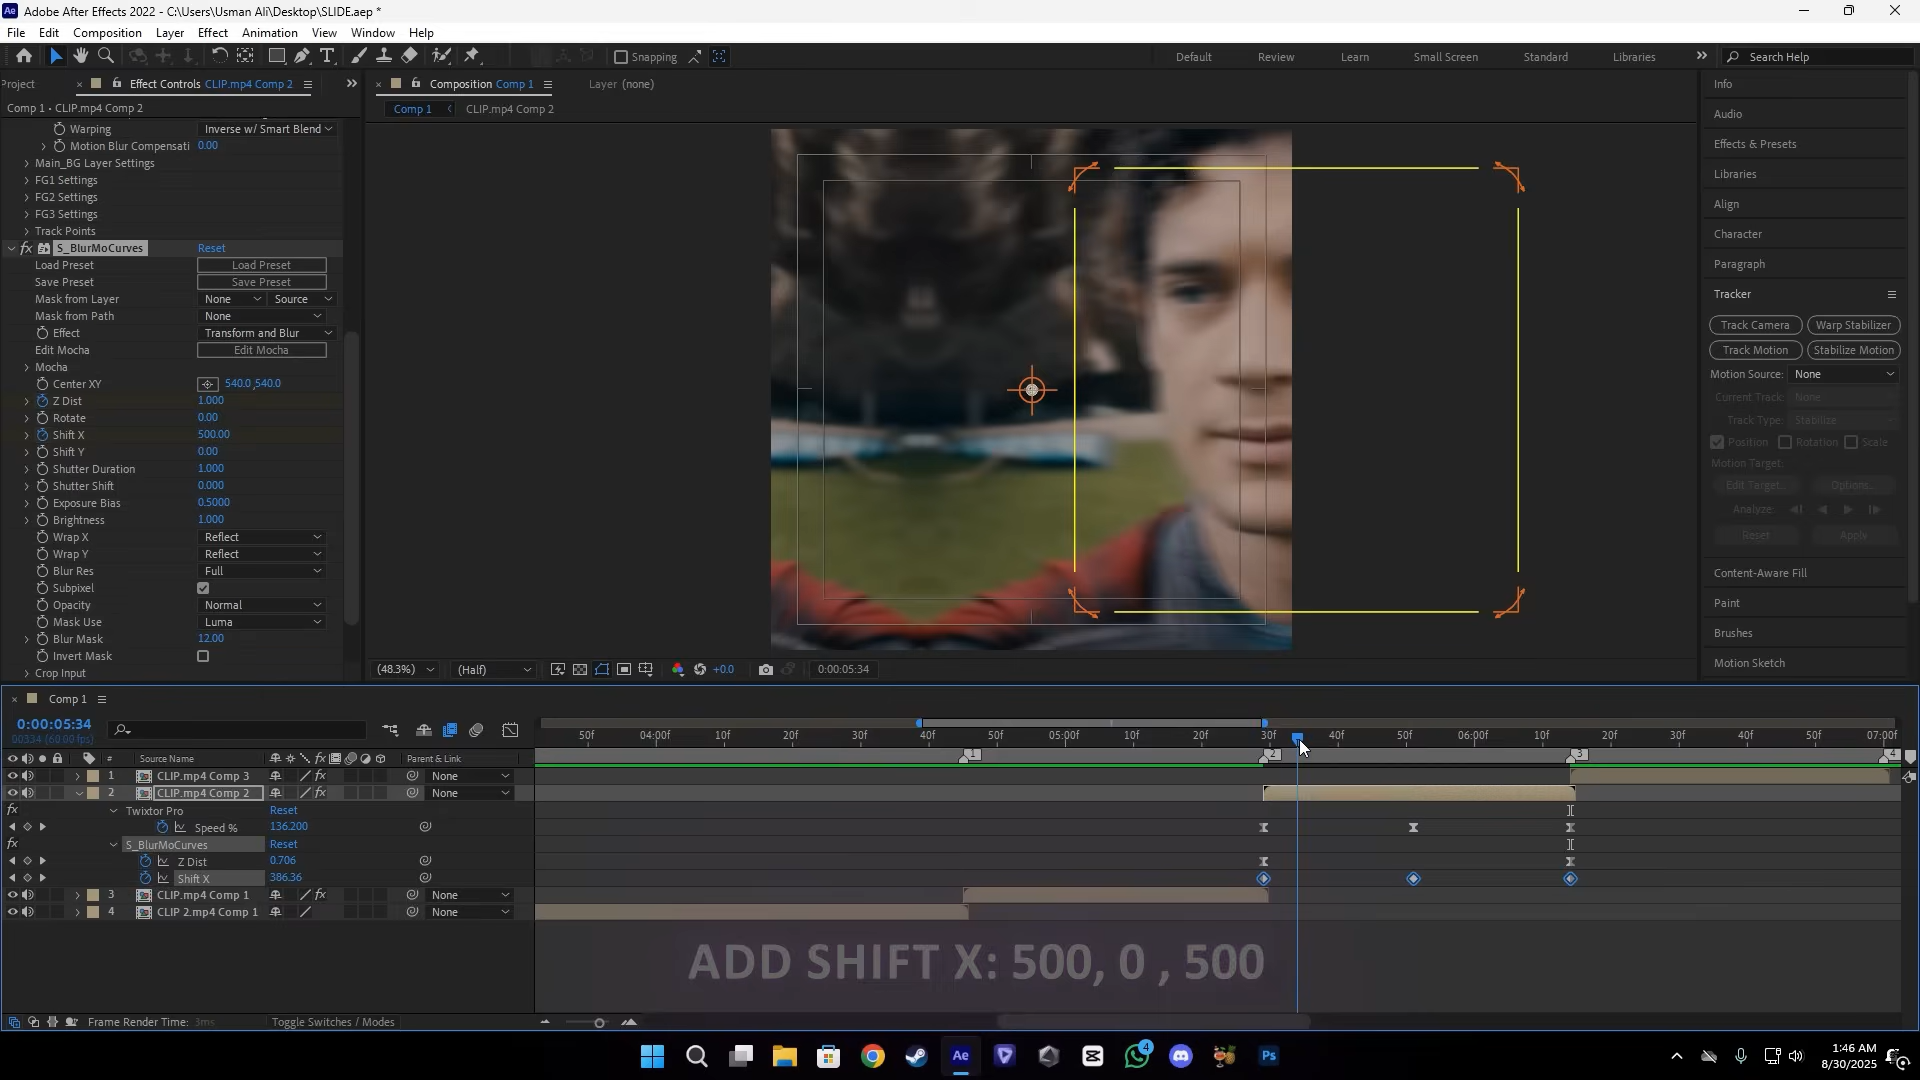 Adobe After Effects 2022 - C:\Users\Usman Ali\Desktop\SLIDE.aep *
File Edit Composition Layer Effect Animation View Window Help
Snapping
Default Review Learn Small Screen Standard Libraries
Search Help
Project
Effect Controls CLIP.mp4 Comp 2
Comp 1 • CLIP.mp4 Comp 2
Warping Inverse w/ Smart Blend
Motion Blur Compensati 0.00
Main_BG Layer Settings
FG1 Settings
FG2 Settings
FG3 Settings
Track Points
fx S_BlurMoCurves Reset
Load Preset Load Preset
Save Preset Save Preset
Mask from Layer None Source
Mask from Path None
Effect Transform and Blur
Edit Mocha Edit Mocha
Mocha
Center XY 540.0,540.0
Z Dist 1.000
Rotate 0.00
Shift X 500.00
Shift Y 0.00
Shutter Duration 1.000
Shutter Shift 0.000
Exposure Bias 0.5000
Brightness 1.000
Wrap X Reflect
Wrap Y Reflect
Blur Res Full
Subpixel
Opacity Normal
Mask Use Luma
Blur Mask 12.00
Invert Mask
Crop Input
Composition Comp 1
Layer (none)
Comp 1 CLIP.mp4 Comp 2
(48.3%) (Half) +0.0 0:00:05:34
Info
Audio
Effects & Presets
Libraries
Align
Character
Paragraph
Tracker
Track Camera Warp Stabilizer
Track Motion Stabilize Motion
Motion Source: None
Current Track: None
Track Type: Stabilize
Position Rotation Scale
Motion Target:
Edit Target... Options...
Analyze:
Reset Apply
Content-Aware Fill
Paint
Brushes
Motion Sketch
Comp 1
0:00:05:34
00334 (60.00 fps)
50f 04:00f 10f 20f 30f 40f 50f 05:00f 10f 20f 30f 40f 50f 06:00f 10f 20f 30f 40f 50f 07:00f
# Source Name Parent & Link
1 2 3 4
1 CLIP.mp4 Comp 3 None
2 CLIP.mp4 Comp 2 None
Twixtor Pro Reset
Speed % 136.200
S_BlurMoCurves Reset
Z Dist 0.706
Shift X 386.36
3 CLIP.mp4 Comp 1 None
4 CLIP 2.mp4 Comp 1 None
ADD SHIFT X: 500, 0 , 500
Frame Render Time: 3ms
Toggle Switches / Modes
Ae
4
Ps
1:46 AM
8/30/2025